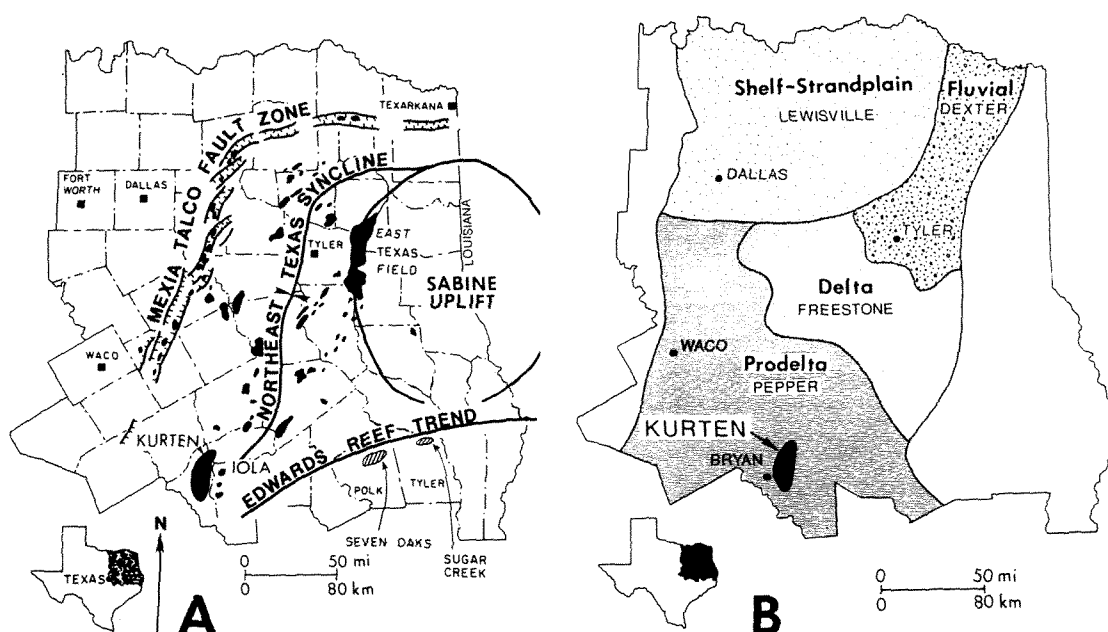 TEXARKANA
MEXIA TALCO FAULT ZONE
FORT WORTH
DALLAS
NORTHEAST TEXAS SYNCLINE
TYLER
EAST
TEXAS
FIELD
LOUISIANA
SABINE
UPLIFT
WACO
KURTEN
IOLA
EDWARDS REEF TREND
POLK
TYLER
SEVEN OAKS
SUGAR
CREEK
N
TEXAS
0 50 mi
0 80 km
A
Shelf-Strandplain
LEWISVILLE
Fluvial
DEXTER
DALLAS
TYLER
Delta
FREESTONE
WACO
Prodelta
PEPPER
KURTEN
BRYAN
0 50 mi
0 80 km
B